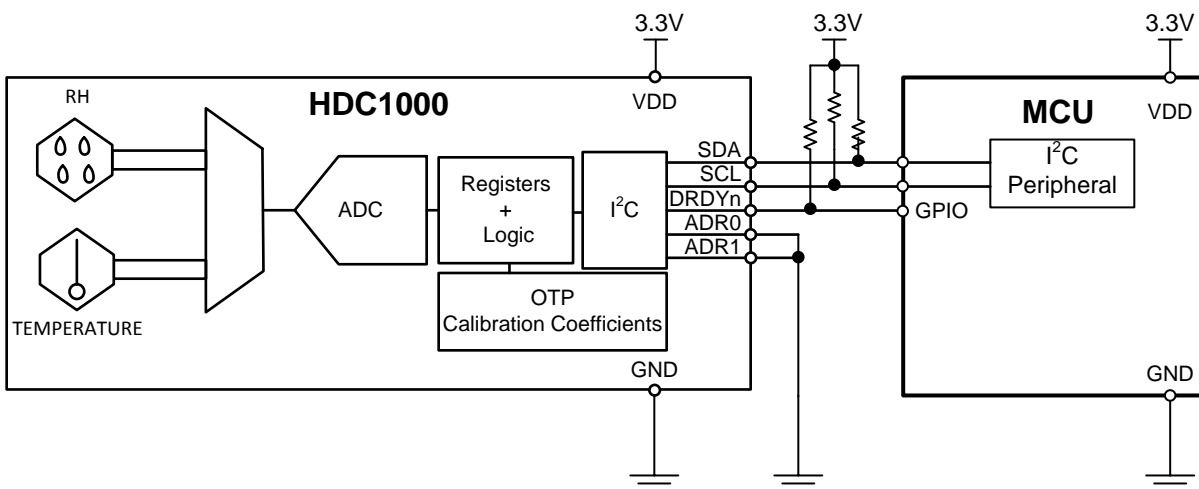 3.3V
3.3V
3.3V
RH
HDC1000
VDD
MCU
VDD
SDA
SCL
DRDYn
ADR0
ADR1
ADC
Registers
+
Logic
I²C
GPIO
I²C
Peripheral
TEMPERATURE
OTP
Calibration Coefficients
GND
GND